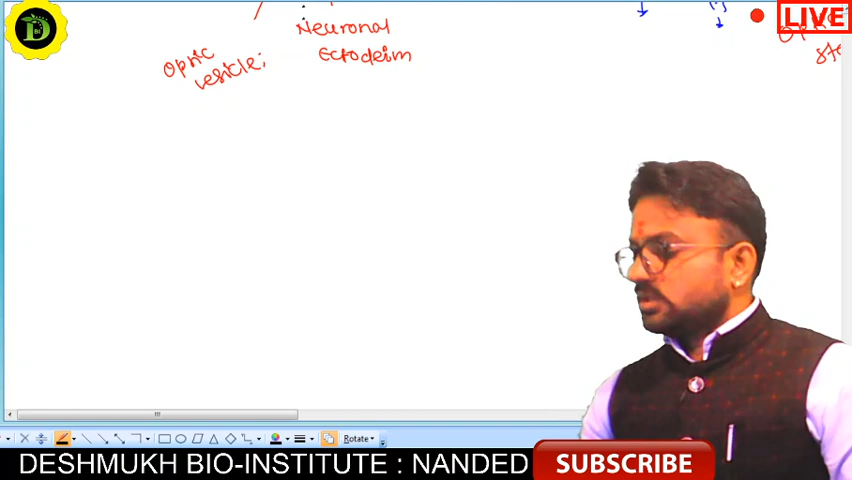 LIVE
Neuronal
Ectoderm
Optic
vesicle;
Rotate
DESHMUKH BIO-INSTITUTE : NANDED
SUBSCRIBE